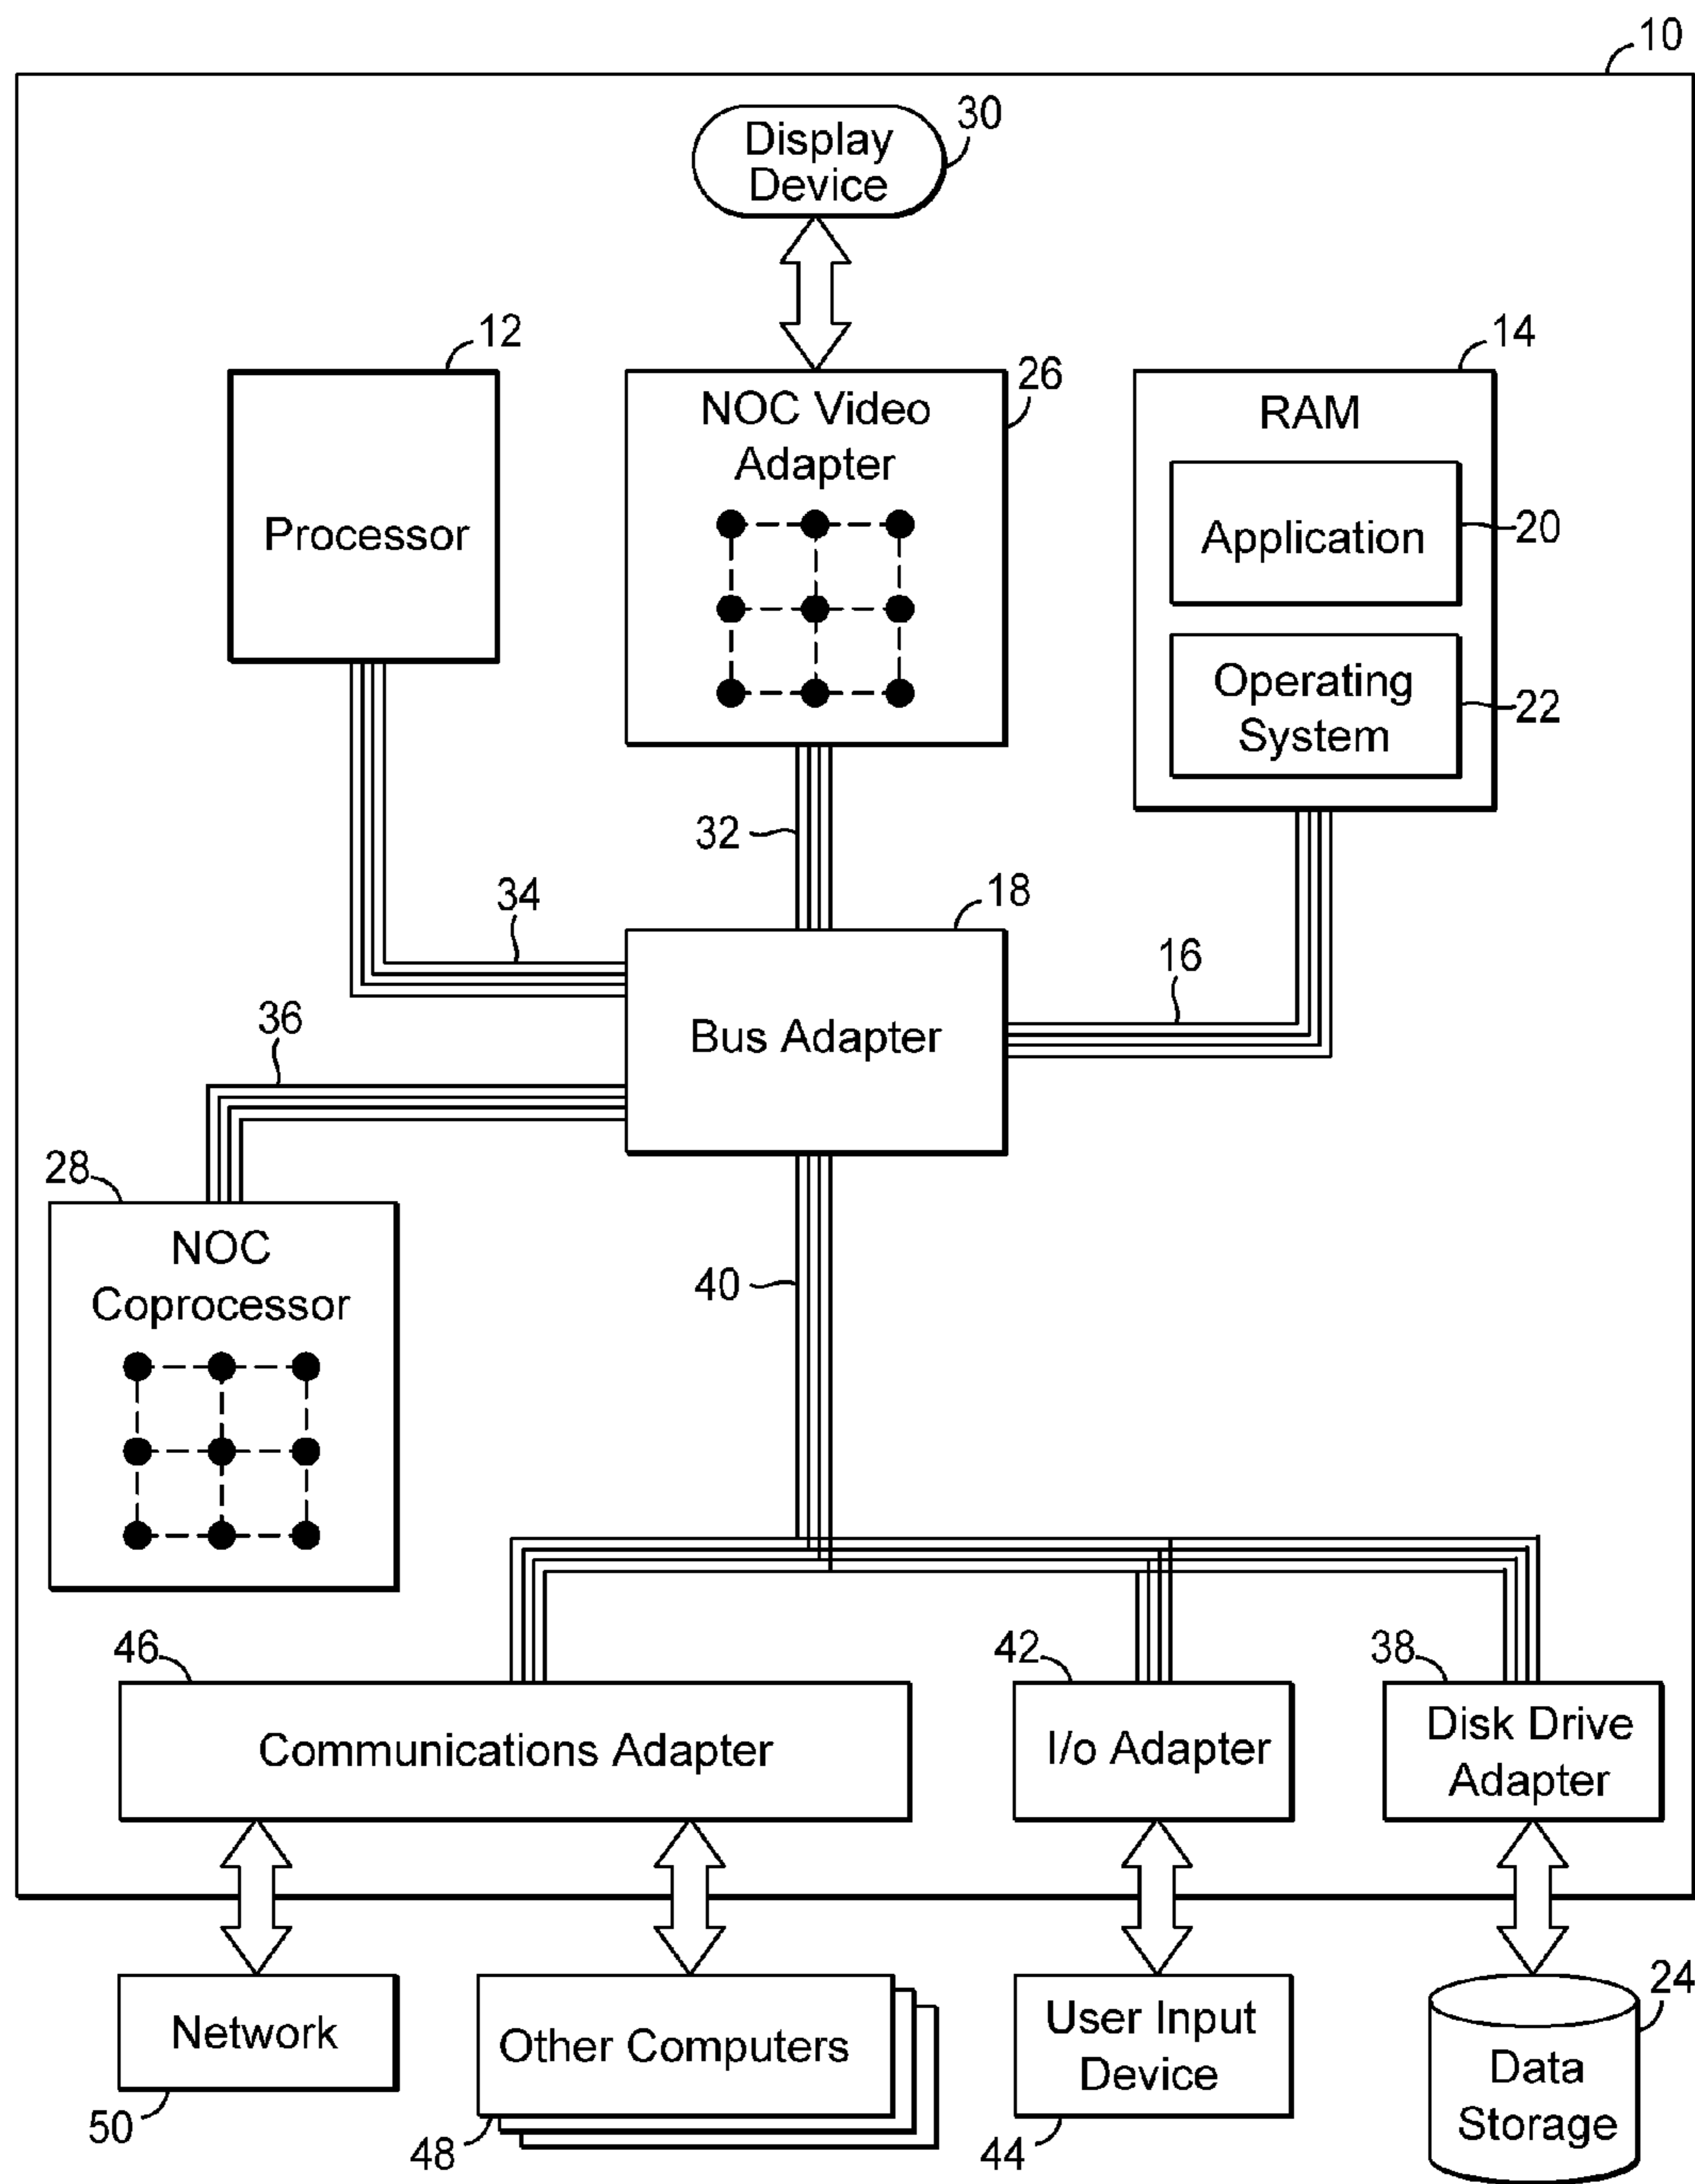 10
Display
Device
30
12
Processor
NOC Video
Adapter
26
14
RAM
Application
20
Operating
System
22
32
34
18
16
Bus Adapter
36
28
NOC
Coprocessor
40
46
Communications Adapter
42
I/o Adapter
38
Disk Drive
Adapter
Network
50
Other Computers
48
User Input
Device
44
24
Data
Storage